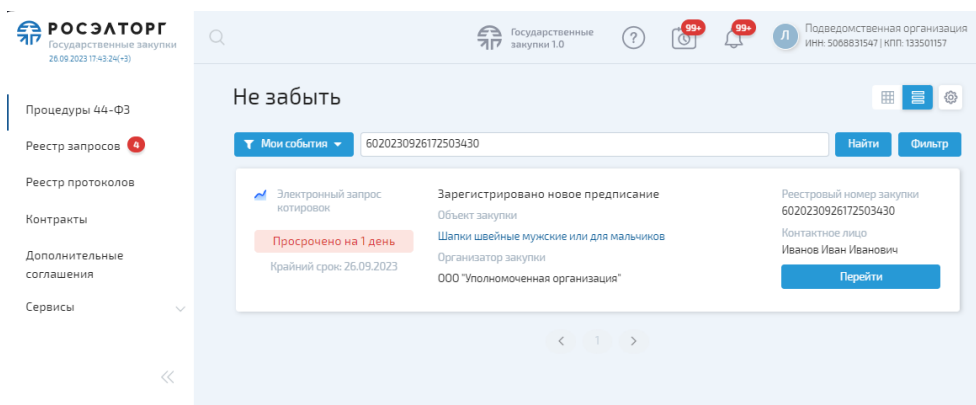 РОСЭЛТОРГ
Государственные закупки
26.09.2023 17:43:24(+3)
Государственные
закупки 1.0
?
99+
99+
Л
Подведомственная организация
ИНН: 5068831547 | КПП: 133501157
Процедуры 44-ФЗ
Реестр запросов 4
Реестр протоколов
Контракты
Дополнительные
соглашения
Сервисы
Не забыть
Мои события
6020230926172503430
Найти
Фильтр
Электронный запрос
котировок
Просрочено на 1 день
Крайний срок: 26.09.2023
Зарегистрировано новое предписание
Объект закупки
Шапки швейные мужские или для мальчиков
Организатор закупки
ООО "Уполномоченная организация"
Реестровый номер закупки
6020230926172503430
Контактное лицо
Иванов Иван Иванович
Перейти
1